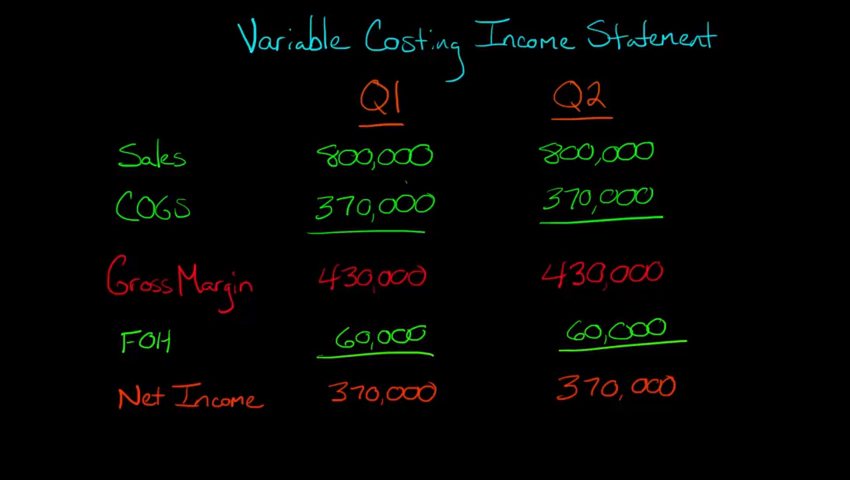 Variable Costing Income Statement
Q1 Q2
Sales 800,000 800,000
COGS 370,000 370,000
Gross Margin 430,000 430,000
FOH 60,000 60,000
Net Income 370,000 370,000